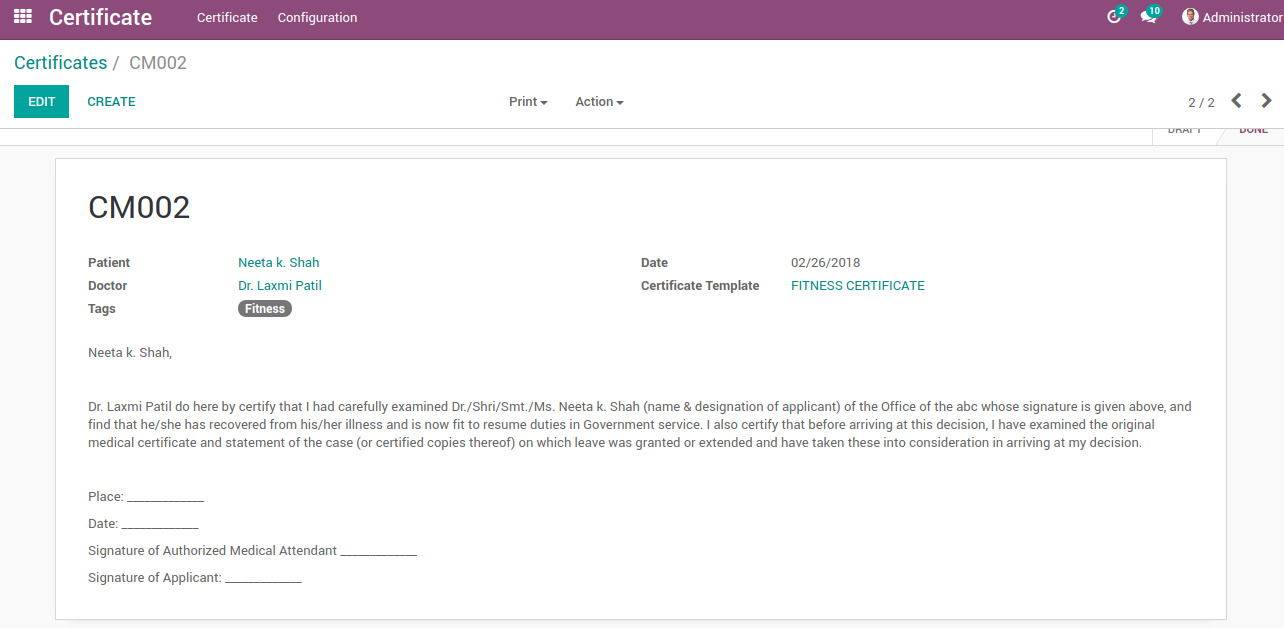 Certificate Certificate Configuration 2 10 Administrator
Certificates / CM002
EDIT CREATE Print Action 2 / 2
DRAFT DONE
CM002
Patient Neeta k. Shah Date 02/26/2018
Doctor Dr. Laxmi Patil Certificate Template FITNESS CERTIFICATE
Tags Fitness
Neeta k. Shah,
Dr. Laxmi Patil do here by certify that I had carefully examined Dr./Shri/Smt./Ms. Neeta k. Shah (name & designation of applicant) of the Office of the abc whose signature is given above, and
find that he/she has recovered from his/her illness and is now fit to resume duties in Government service. I also certify that before arriving at this decision, I have examined the original
medical certificate and statement of the case (or certified copies thereof) on which leave was granted or extended and have taken these into consideration in arriving at my decision.
Place: ____________
Date: ____________
Signature of Authorized Medical Attendant ____________
Signature of Applicant: ____________